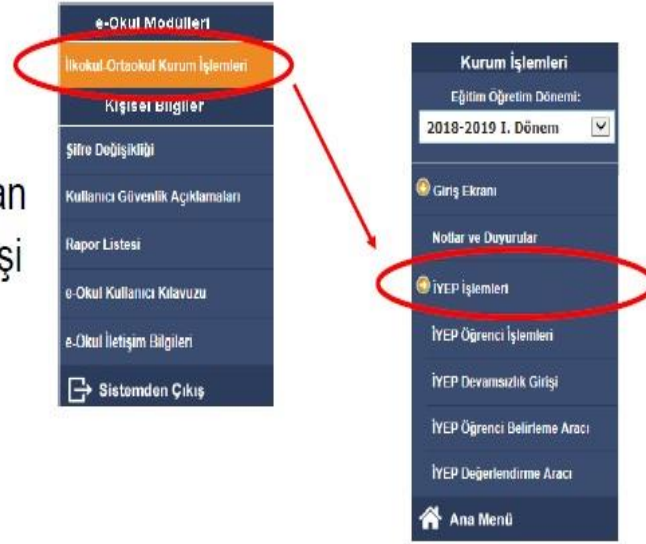 an
şi
e-Okul Modülleri
İlkokul-Ortaokul Kurum İşlemleri
Kişisel Bilgiler
Şifre Değişikliği
Kullanıcı Güvenlik Açıklamaları
Rapor Listesi
e-Okul Kullanıcı Kılavuzu
e-Okul İletişim Bilgileri
Sistemden Çıkış
Kurum İşlemleri
Eğitim Öğretim Dönemi:
2018-2019 I. Dönem
Giriş Ekranı
Notlar ve Duyurular
İYEP İşlemleri
İYEP Öğrenci İşlemleri
İYEP Devamsızlık Girişi
İYEP Öğrenci Belirleme Aracı
İYEP Değerlendirme Aracı
Ana Menü